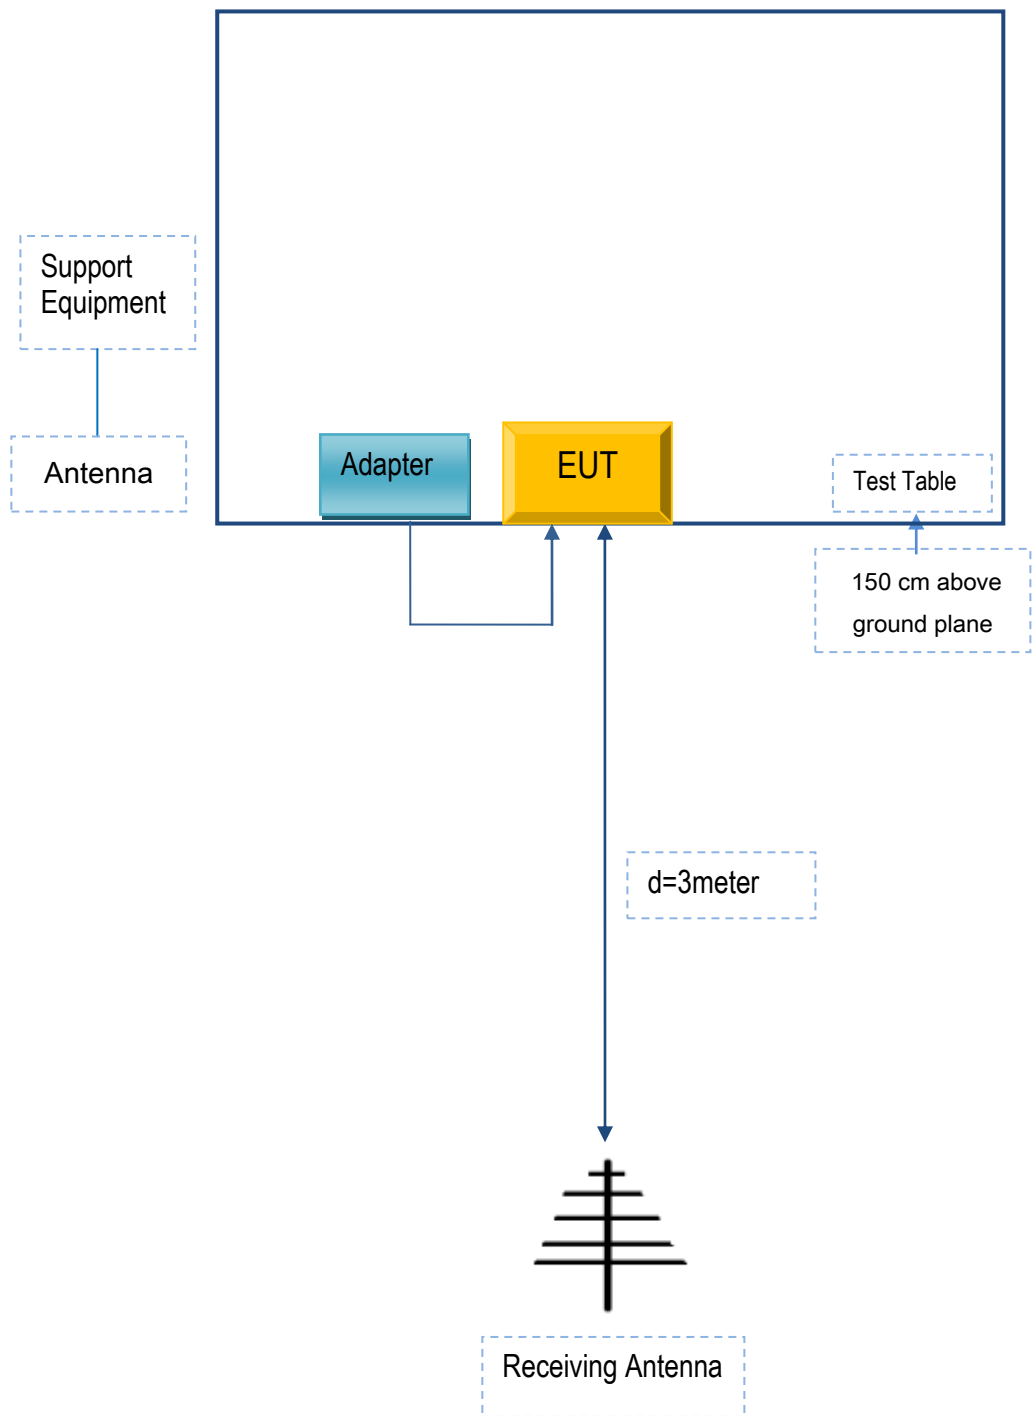 Support
Equipment
Antenna
Adapter
EUT
Test Table
150 cm above
ground plane
d=3meter
Receiving Antenna